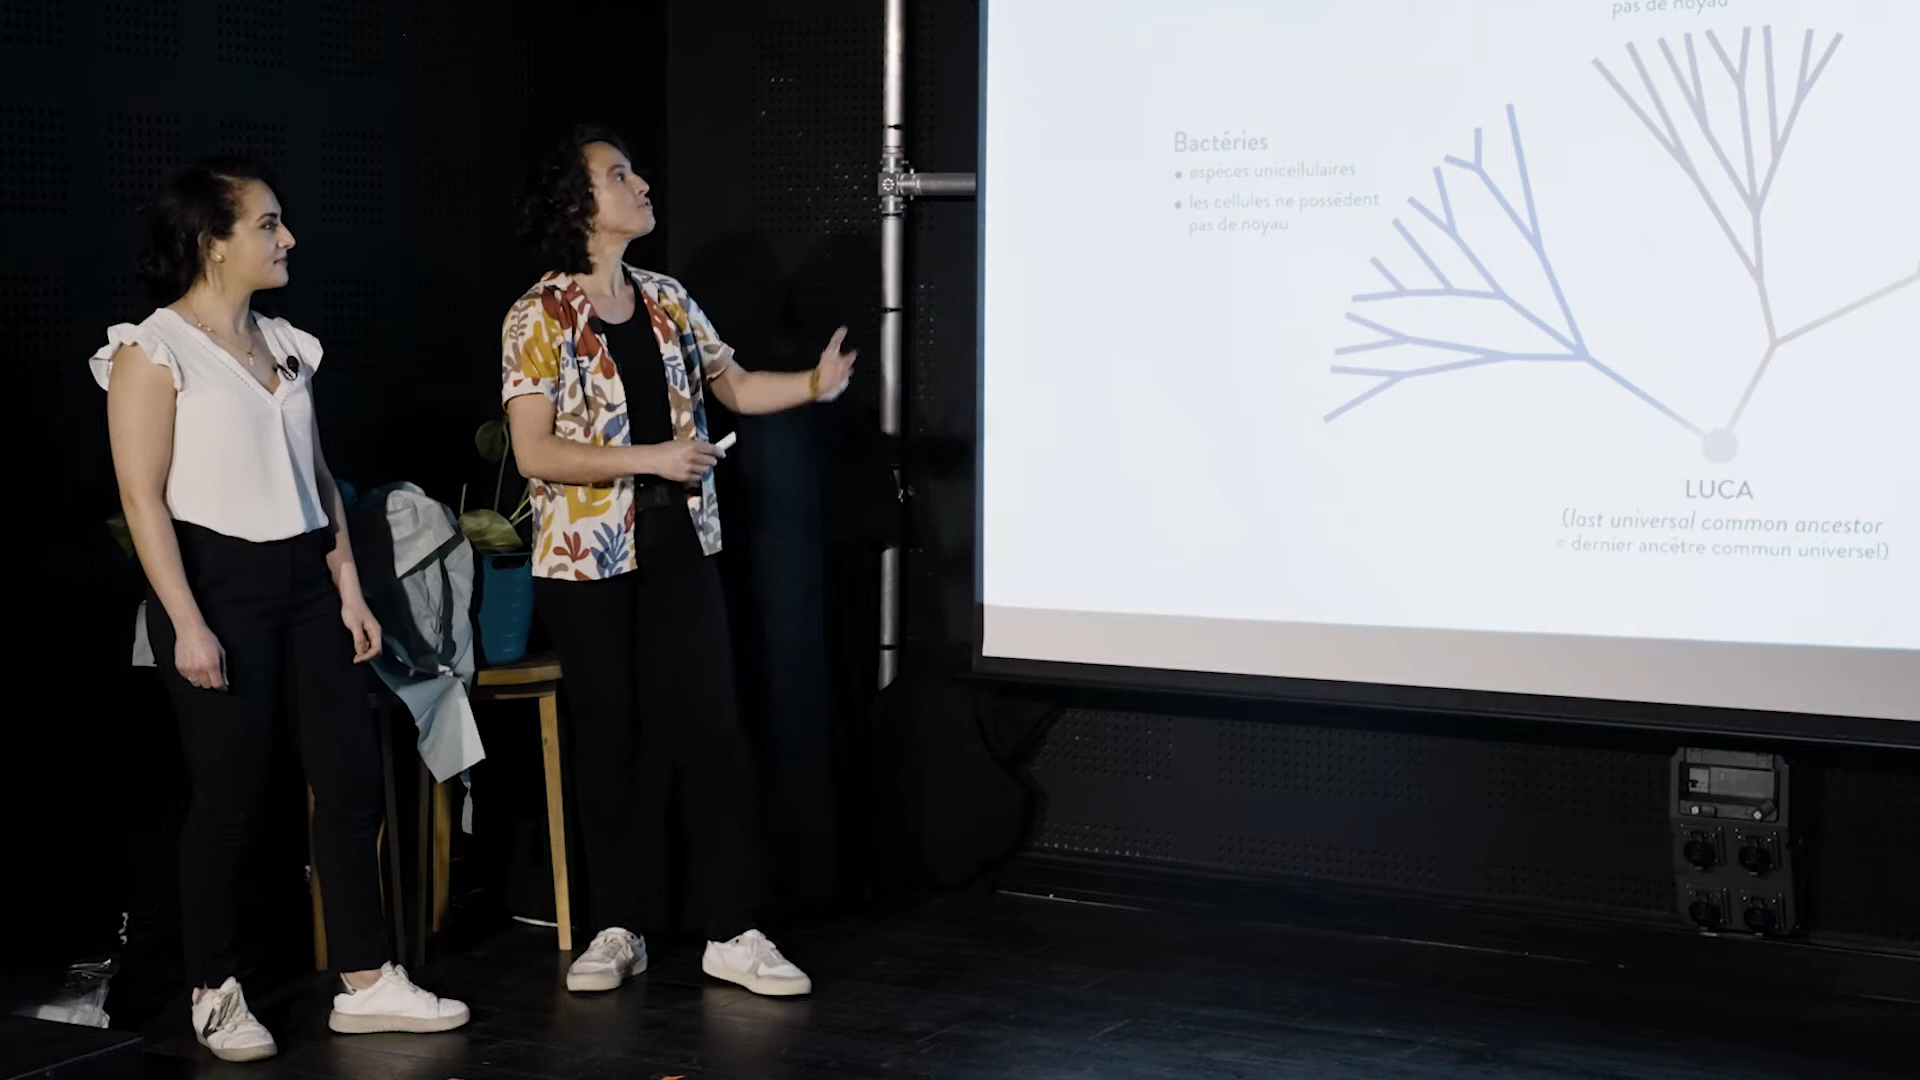 pas de noyau
Bactéries
• espèces unicellulaires
• les cellules ne possèdent
pas de noyau
LUCA
(last universal common ancestor
= dernier ancêtre commun universel)